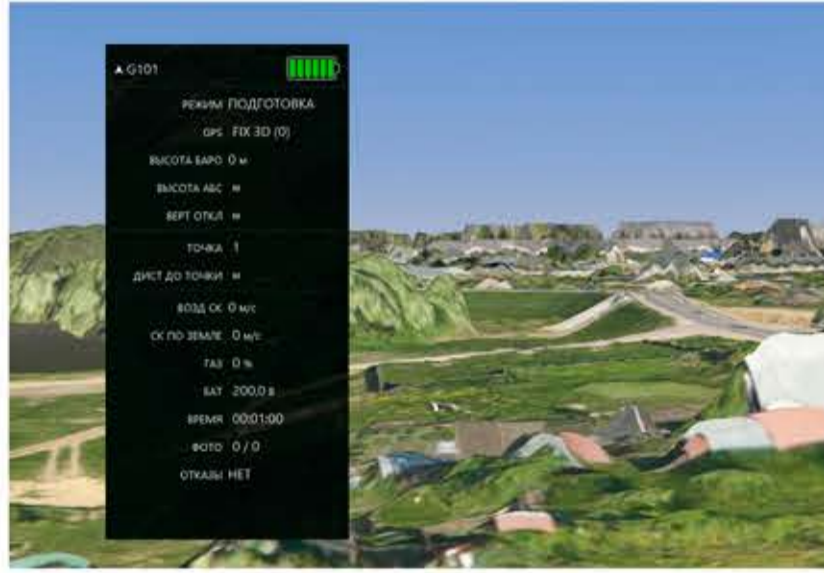 G101
РЕЖИМ ПОДГОТОВКА
GPS FIX 3D (0)
ВЫСОТА БАРО 0 м
ВЫСОТА АБС м
ВЕРТ ОТКЛ м
ТОЧКА 1
ДИСТ ДО ТОЧКИ м
ВОЗД СК 0 м/с
СК ПО ЗЕМЛЕ 0 м/с
ГАЗ 0 %
БАТ 200,0 В
ВРЕМЯ 00:01:00
ФОТО 0 / 0
ОТКАЗЫ НЕТ